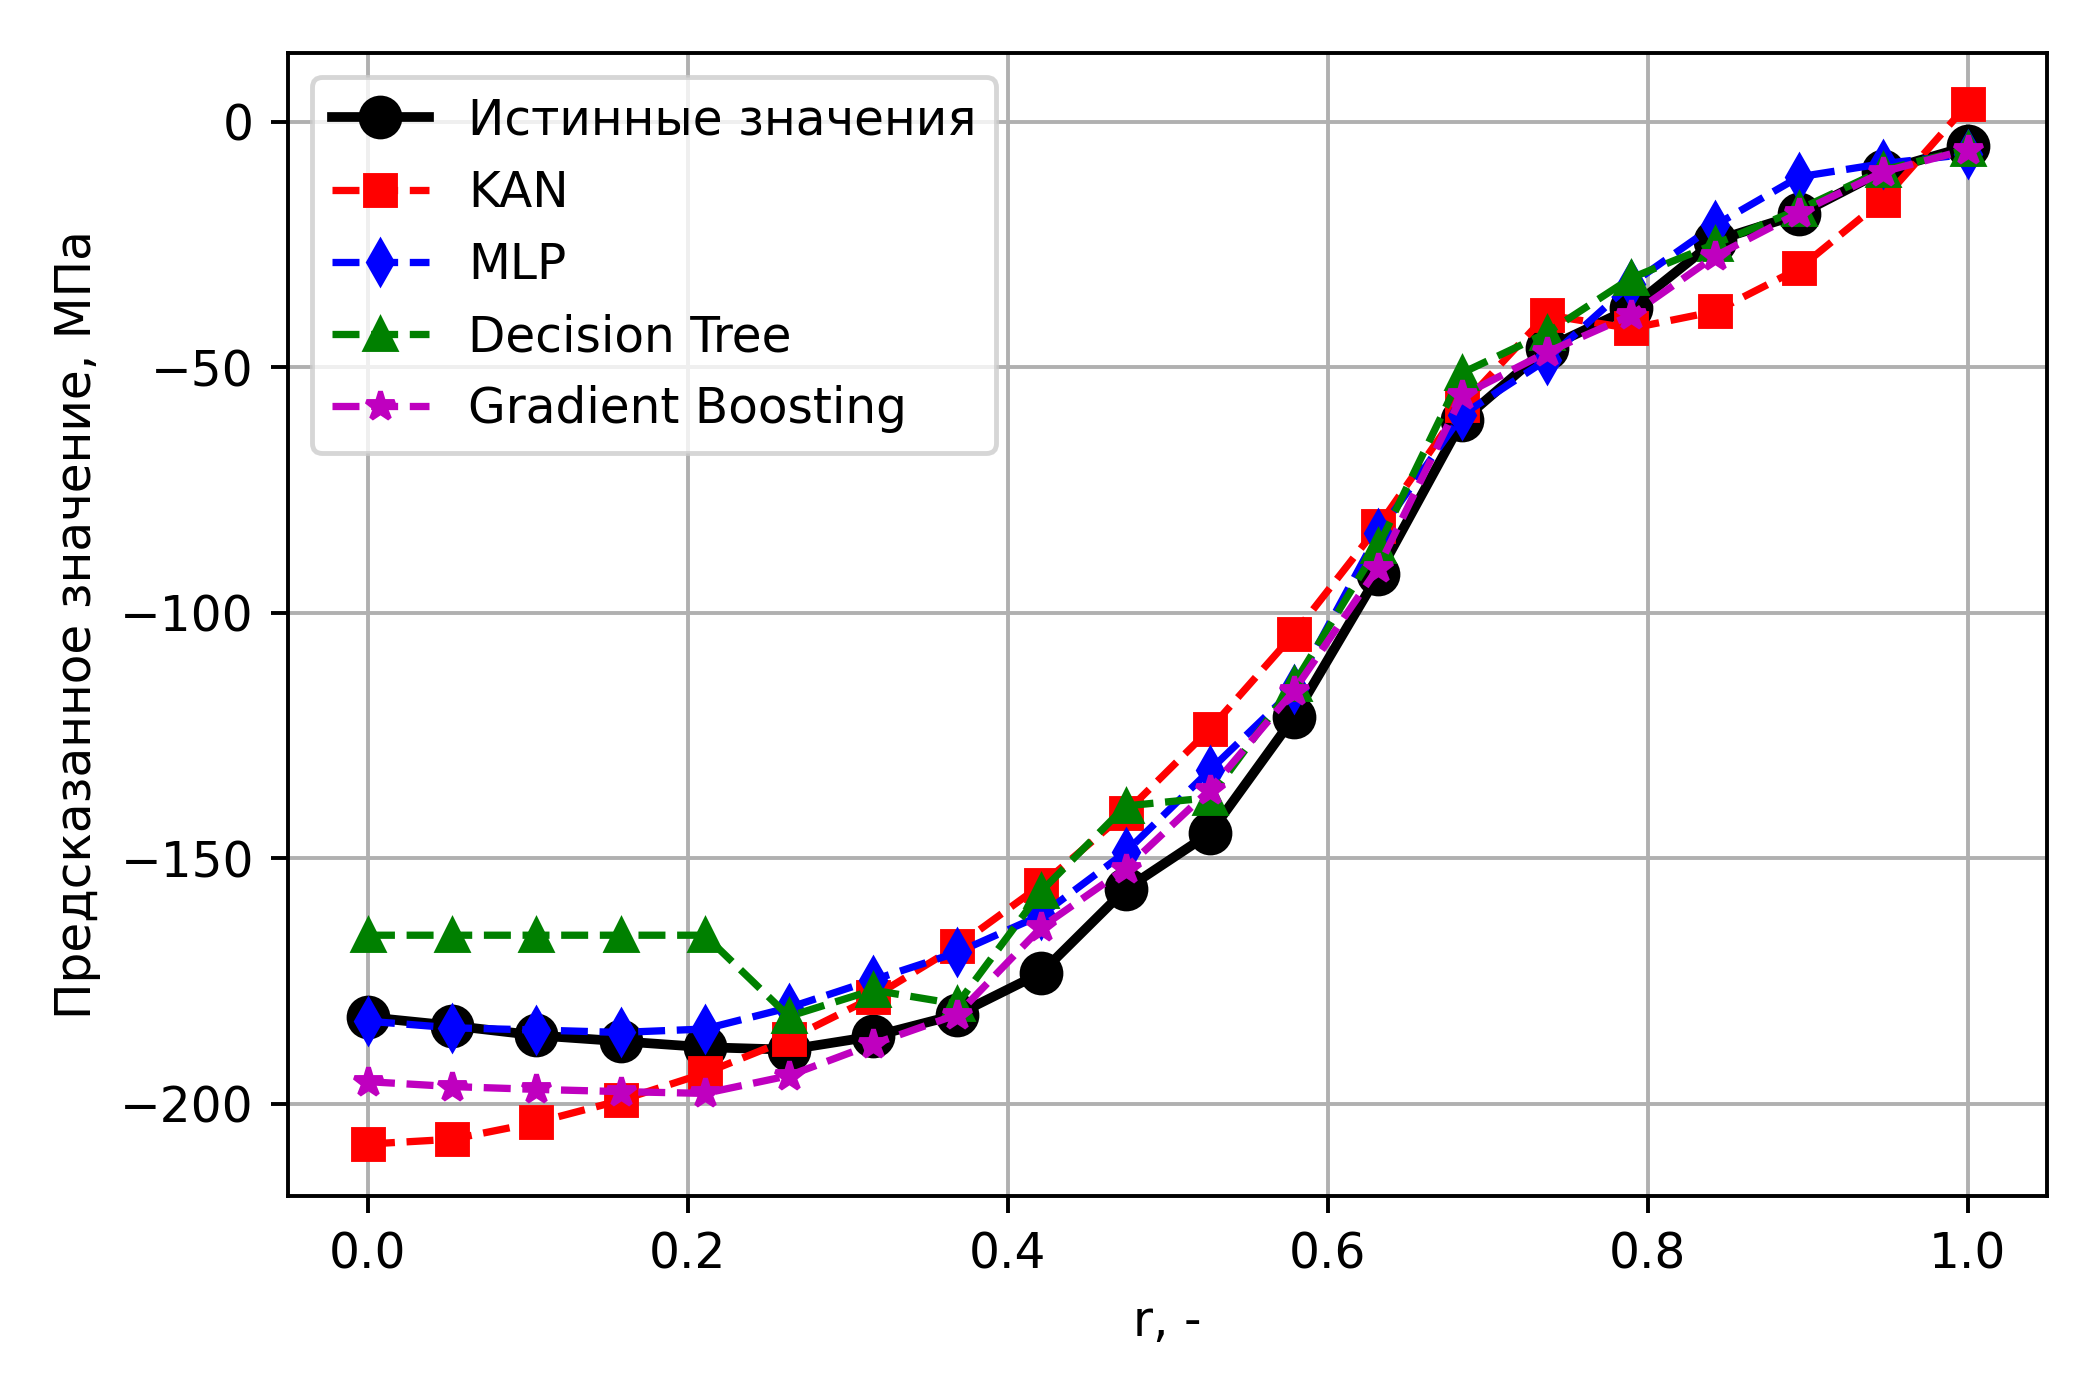 Истинные значения
KAN
MLP
Decision Tree
Gradient Boosting
Предсказанное значение, МПа
0
−50
−100
−150
−200
0.0 0.2 0.4 0.6 0.8 1.0
r, -